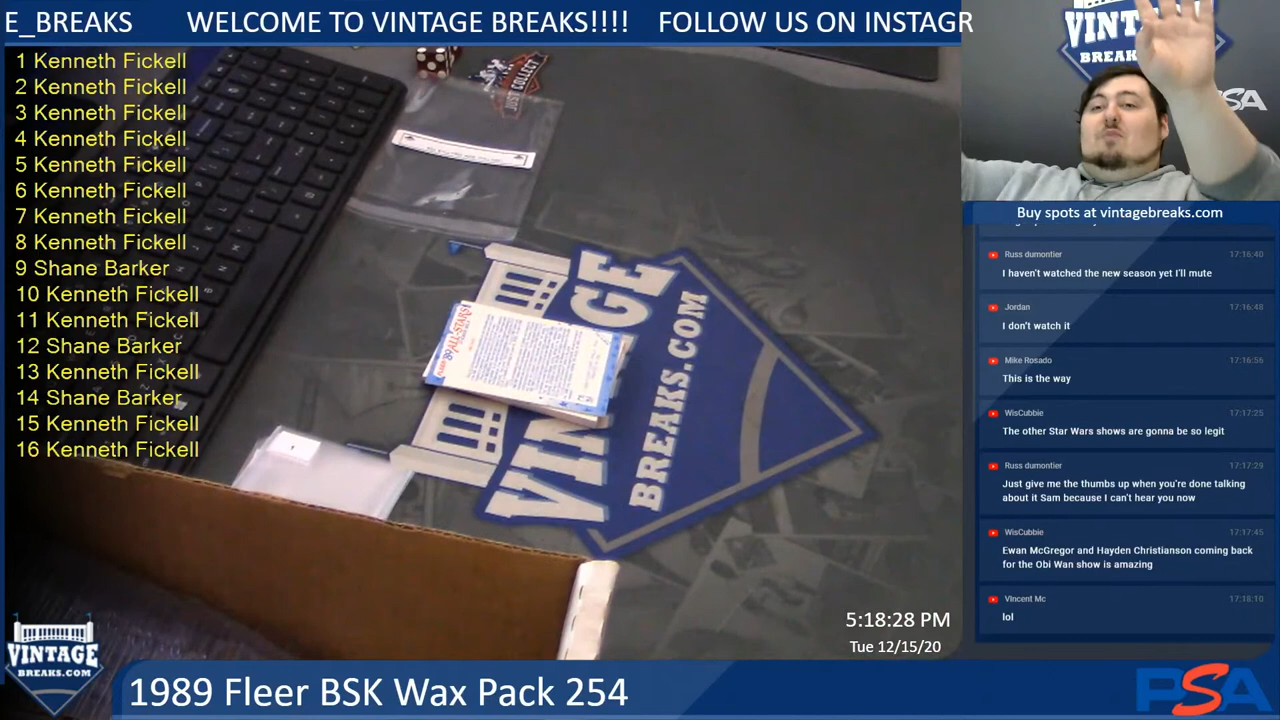 E_BREAKS WELCOME TO VINTAGE BREAKS!!!! FOLLOW US ON INSTAGR
1 Kenneth Fickell
2 Kenneth Fickell
3 Kenneth Fickell
4 Kenneth Fickell
5 Kenneth Fickell
6 Kenneth Fickell
7 Kenneth Fickell
8 Kenneth Fickell
9 Shane Barker
10 Kenneth Fickell
11 Kenneth Fickell
12 Shane Barker
13 Kenneth Fickell
14 Shane Barker
15 Kenneth Fickell
16 Kenneth Fickell
JUST COLLECT
FLEER '89 ALL-STARS
BREAKS.COM
Buy spots at vintagebreaks.com
Russ dumontier 17:16:40
I haven't watched the new season yet I'll mute
Jordan 17:16:48
I don't watch it
Mike Rosado 17:16:56
This is the way
WisCubbie 17:17:25
The other Star Wars shows are gonna be so legit
Russ dumontier 17:17:29
Just give me the thumbs up when you're done talking
about it Sam because I can't hear you now
WisCubbie 17:17:45
Ewan McGregor and Hayden Christianson coming back
for the Obi Wan show is amazing
VIncent Mc 17:18:10
lol
5:18:28 PM
Tue 12/15/20
VINTAGE
BREAKS.COM
1989 Fleer BSK Wax Pack 254
PSA